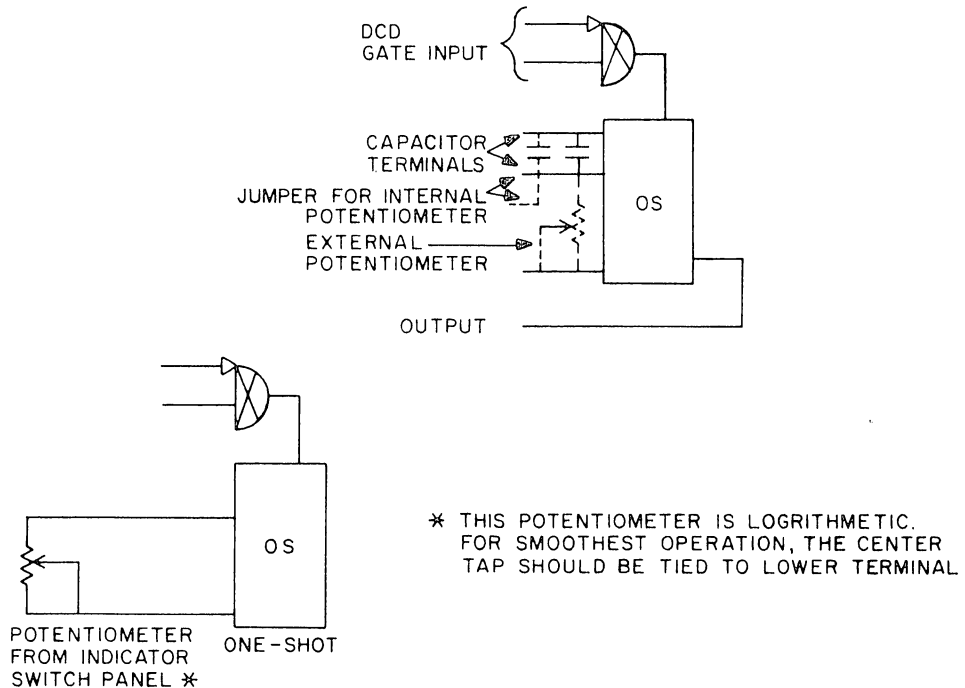 DCD
GATE INPUT
CAPACITOR
TERMINALS
JUMPER FOR INTERNAL
POTENTIOMETER
EXTERNAL
POTENTIOMETER
OS
OUTPUT
OS
POTENTIOMETER
FROM INDICATOR
SWITCH PANEL *
ONE-SHOT
* THIS POTENTIOMETER IS LOGRITHMETIC.
FOR SMOOTHEST OPERATION, THE CENTER
TAP SHOULD BE TIED TO LOWER TERMINAL